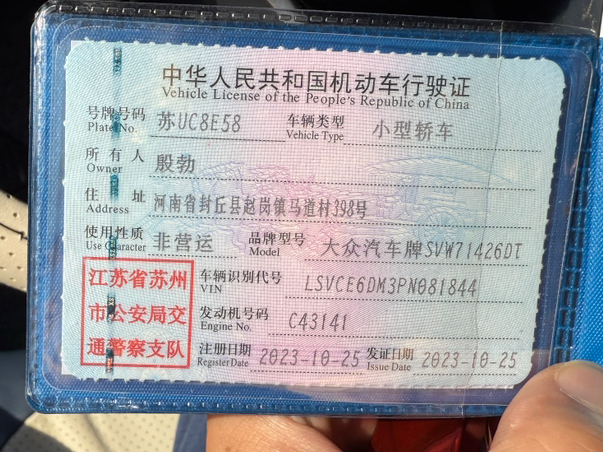 中华人民共和国机动车行驶证
Vehicle License of the People's Republic of China
号牌号码 苏UC8E58 车辆类型 小型轿车
Plate No. Vehicle Type
所有人 殷勃
Owner
住址 河南省封丘县赵岗镇马道村398号
Address
使用性质 非营运 品牌型号 大众汽车牌SVW71426DT
Use Character Model
江苏省苏州
市公安局交
通警察支队
车辆识别代号 LSVCE6DM3PN081844
VIN
发动机号码 C43141
Engine No.
注册日期 2023-10-25 发证日期 2023-10-25
Register Date Issue Date